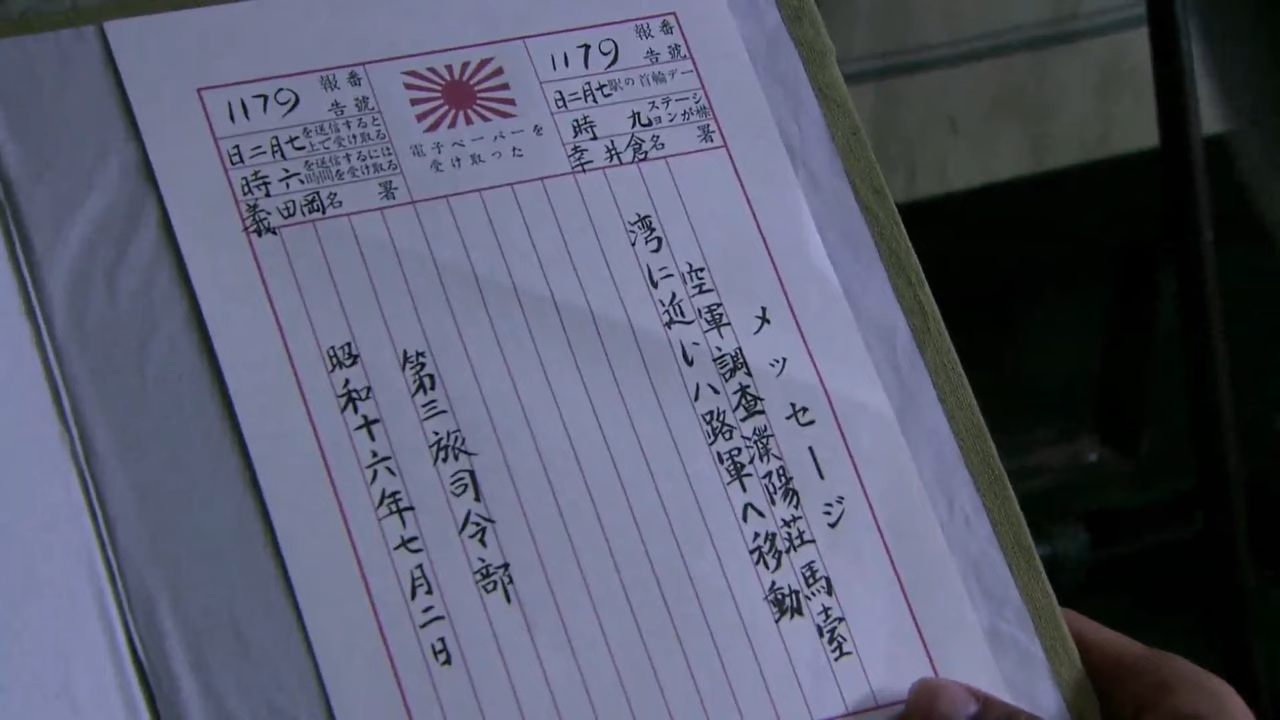 番號
報告
1179
七月二日
駅の首輪デー
九時
ステーションが襟
署名
倉井幸
電子ペーパーを
受け取った
番號
報告
1179
七月二日
を送信すると
上で受け取る
六時
を送信するには
時間を受け取る
署名
岡田義
メッセージ
空軍調査濮陽荘馬臺
湾に近い八路軍へ移動
第三旅司令部
昭和十六年七月二日